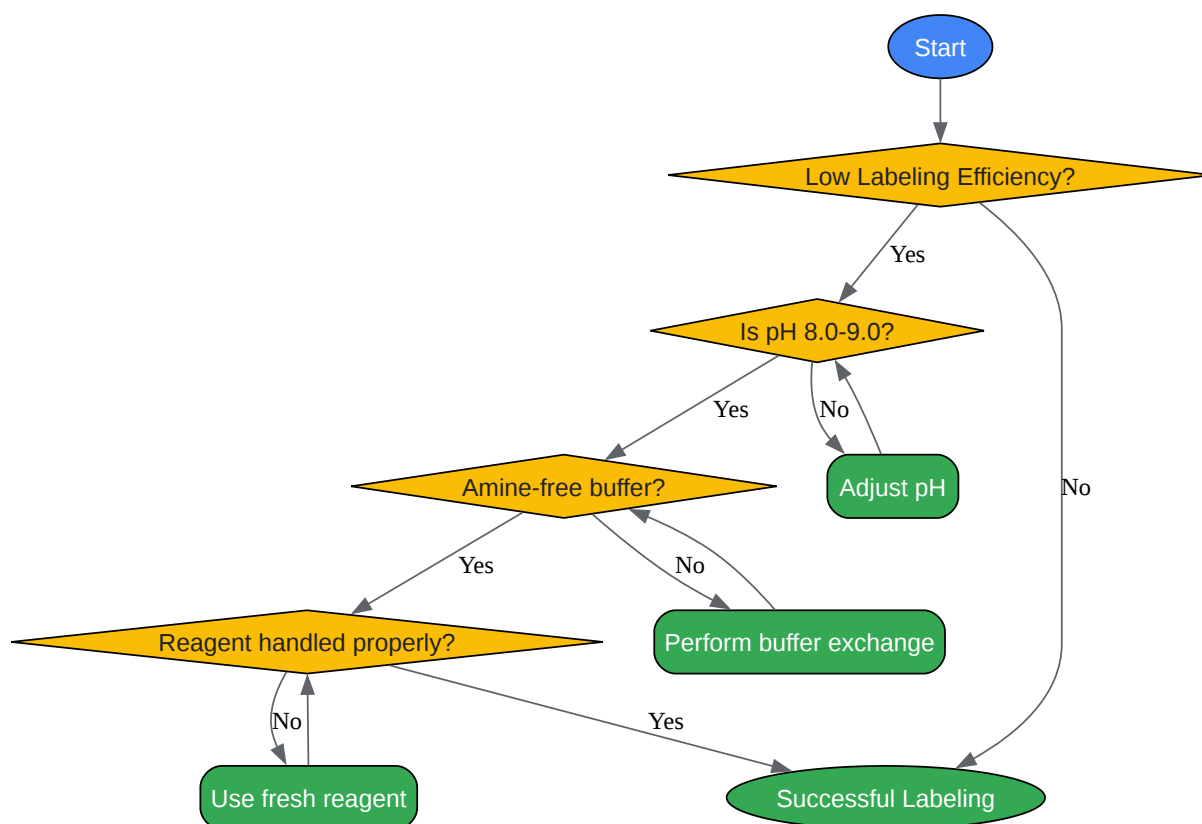 Start
Low Labeling Efficiency?
Yes
Is pH 8.0-9.0?
Yes
No
Amine-free buffer?
Adjust pH
No
Yes
No
Reagent handled properly?
Perform buffer exchange
No
Yes
Use fresh reagent
Successful Labeling